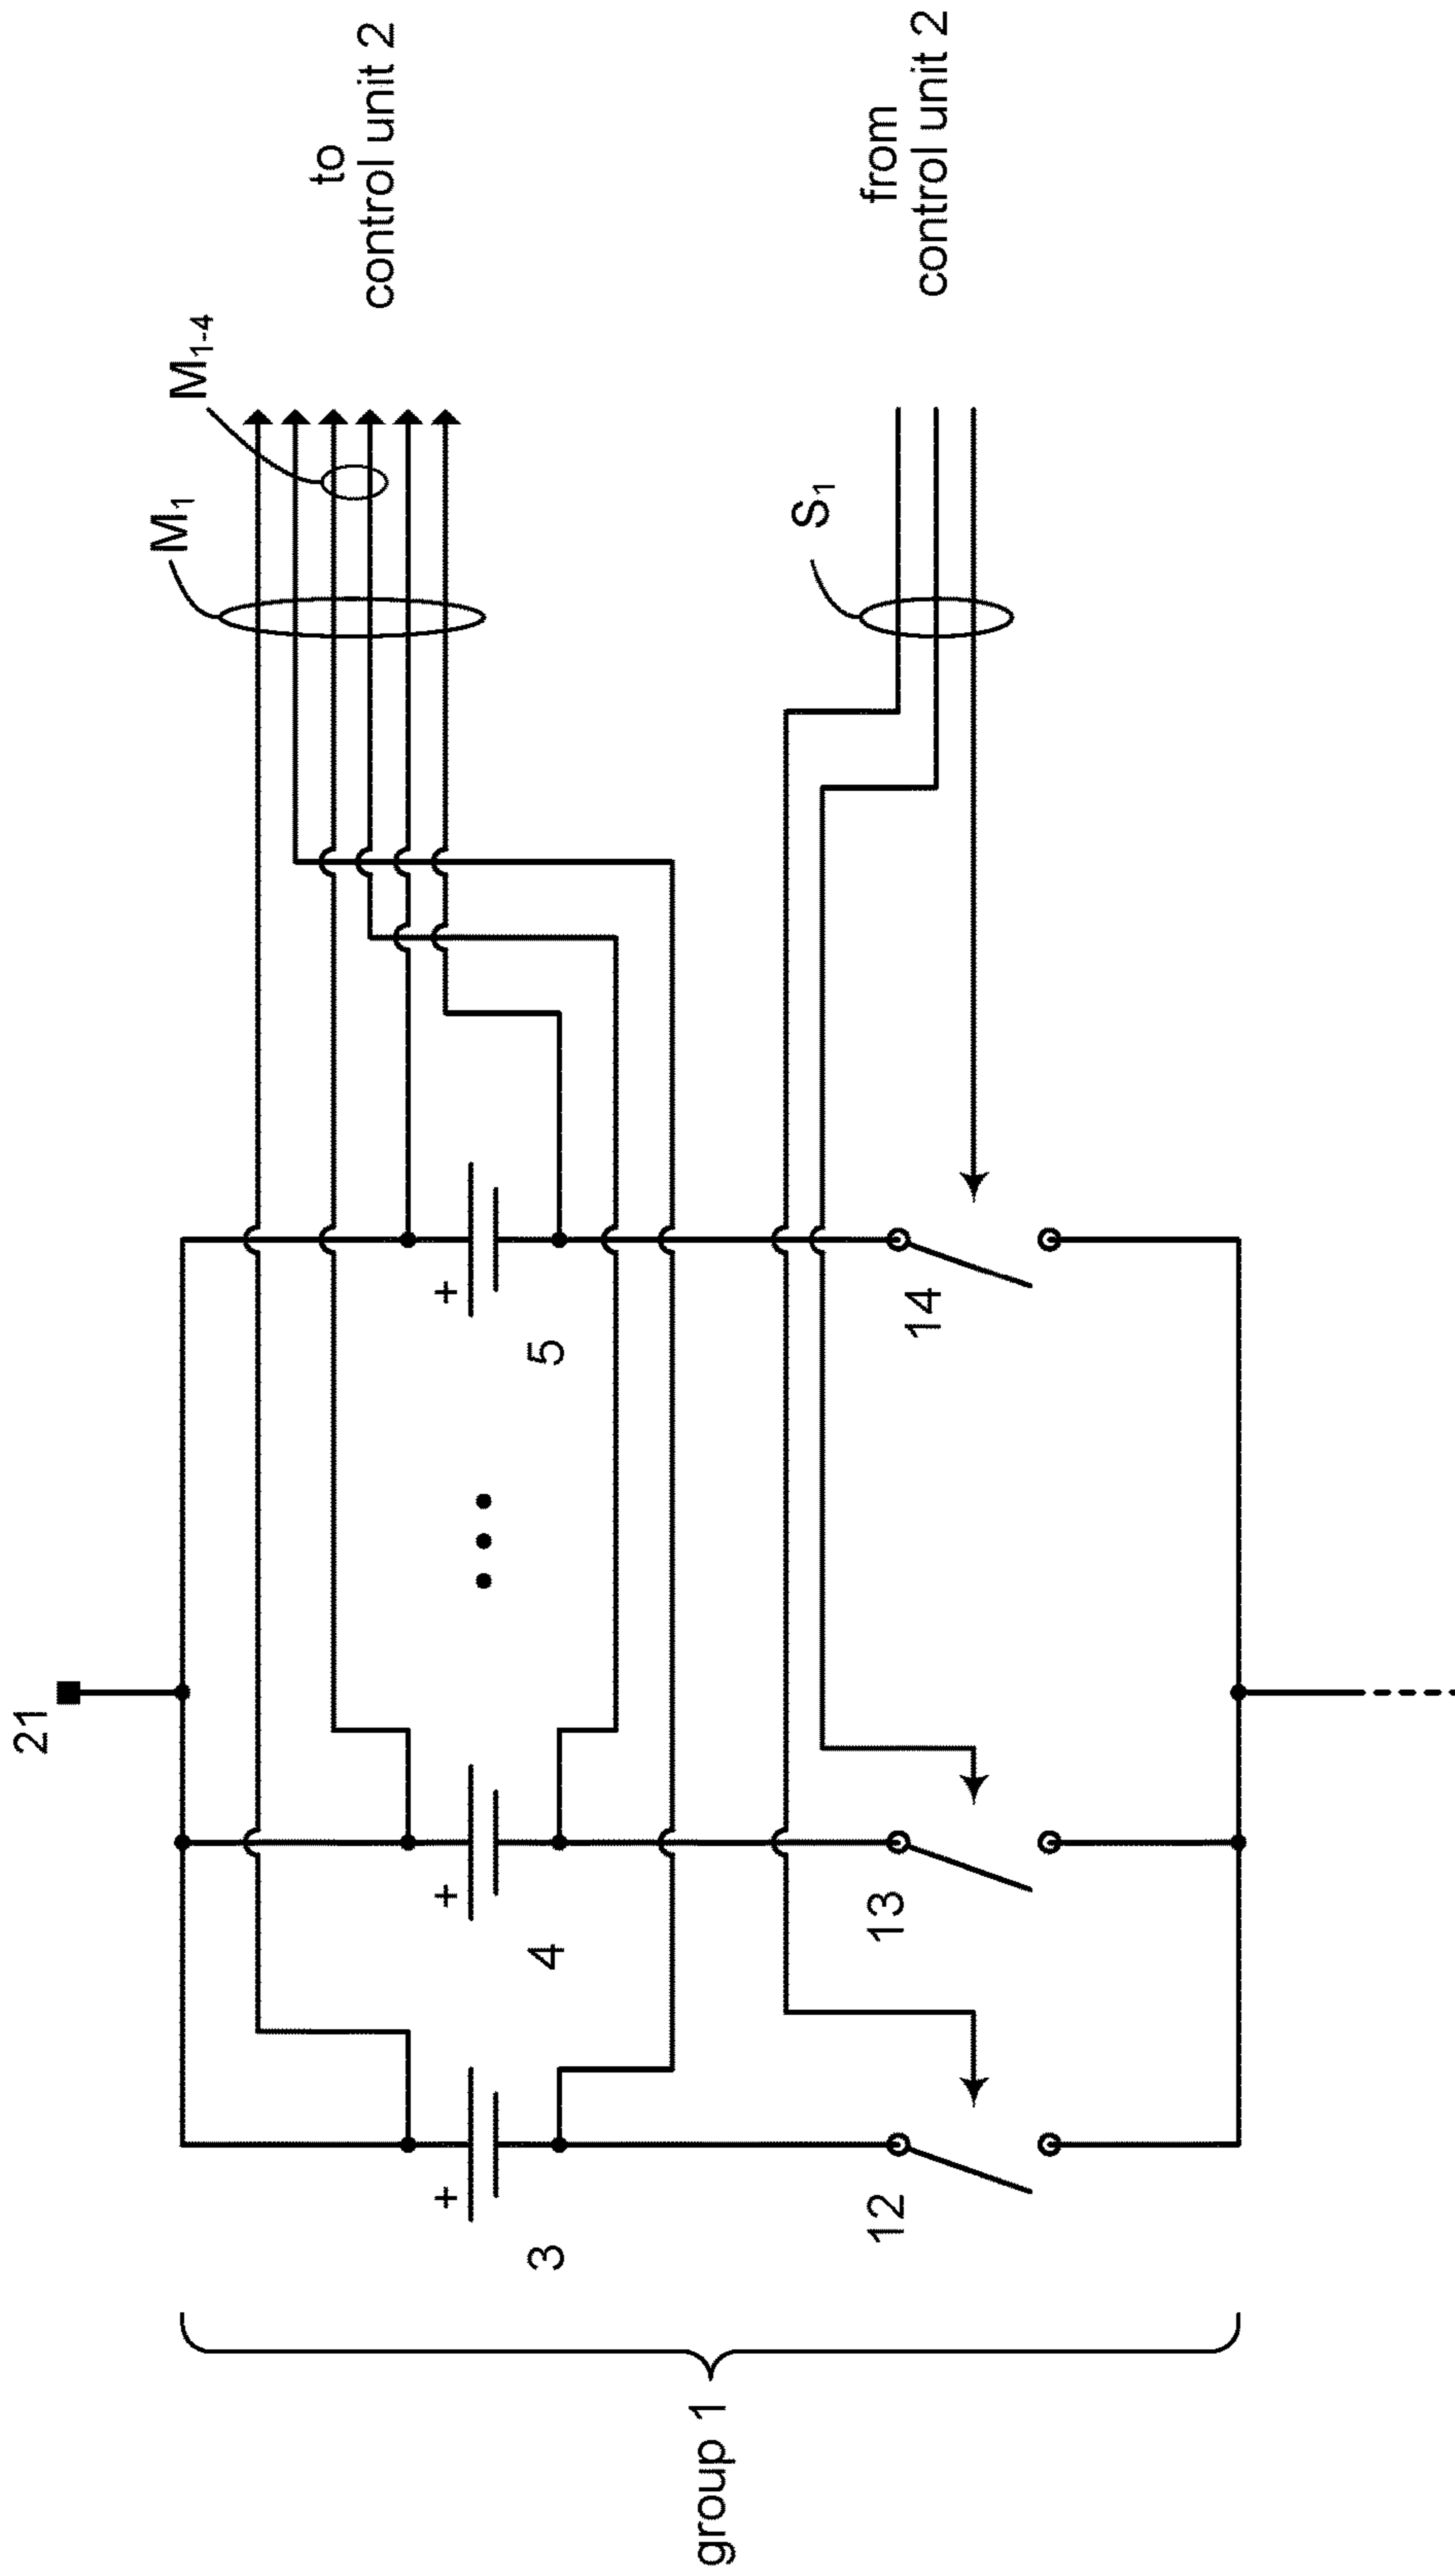 21
M₁
M₁₋₄
to
control unit 2
+
+
+
3
4
5
S₁
from
control unit 2
12
13
14
group 1